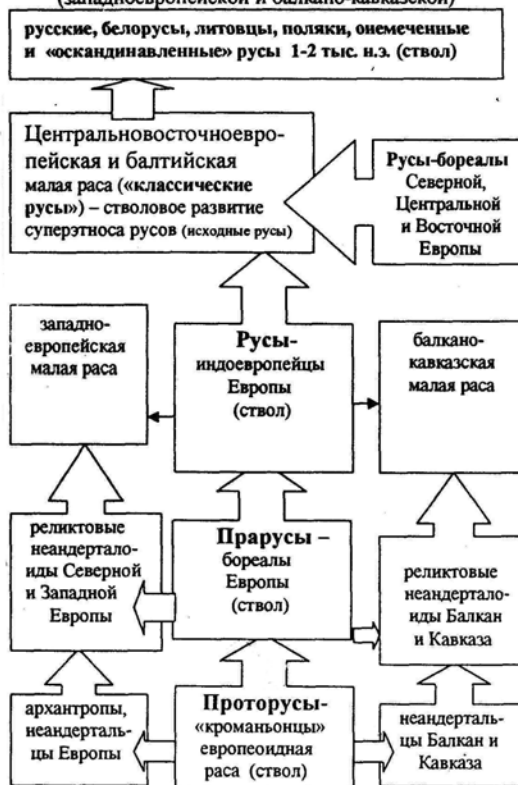 (западноевропейской и балкано-кавказской)
русские, белорусы, литовцы, поляки, онемеченные
и «оскандинавленные» русы 1-2 тыс. н.э. (ствол)
Центральновосточноевро-
пейская и балтийская
малая раса («классические
русы») – стволовое развитие
суперэтноса русов (исходные русы)
Русы-бореалы
Северной,
Центральной
и Восточной
Европы
западно-
европейская
малая раса
Русы-
индоевропейцы
Европы
(ствол)
балкано-
кавказская
малая раса
реликтовые
неандертало-
иды Северной
и Западной
Европы
Прарусы –
бореалы
Европы
(ствол)
реликтовые
неандертало-
иды Балкан
и Кавказа
архантропы,
неандерталь-
цы Европы
Проторусы-
«кроманьонцы»
европеоидная
раса (ствол)
неандерталь-
цы Балкан и
Кавказа